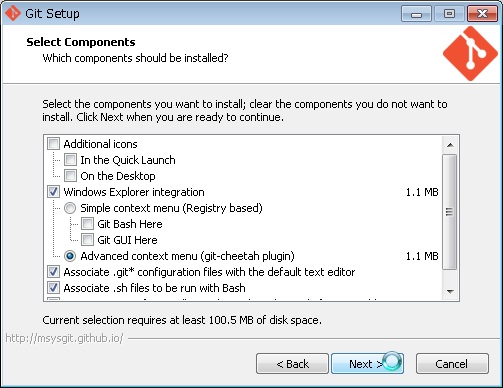 Git Setup
Select Components
Which components should be installed?
Select the components you want to install; clear the components you do not want to
install. Click Next when you are ready to continue.
Additional icons
In the Quick Launch
On the Desktop
Windows Explorer integration 1.1 MB
Simple context menu (Registry based)
Git Bash Here
Git GUI Here
Advanced context menu (git-cheetah plugin) 1.1 MB
Associate .git* configuration files with the default text editor
Associate .sh files to be run with Bash
Current selection requires at least 100.5 MB of disk space.
http://msysgit.github.io/
< Back Next > Cancel